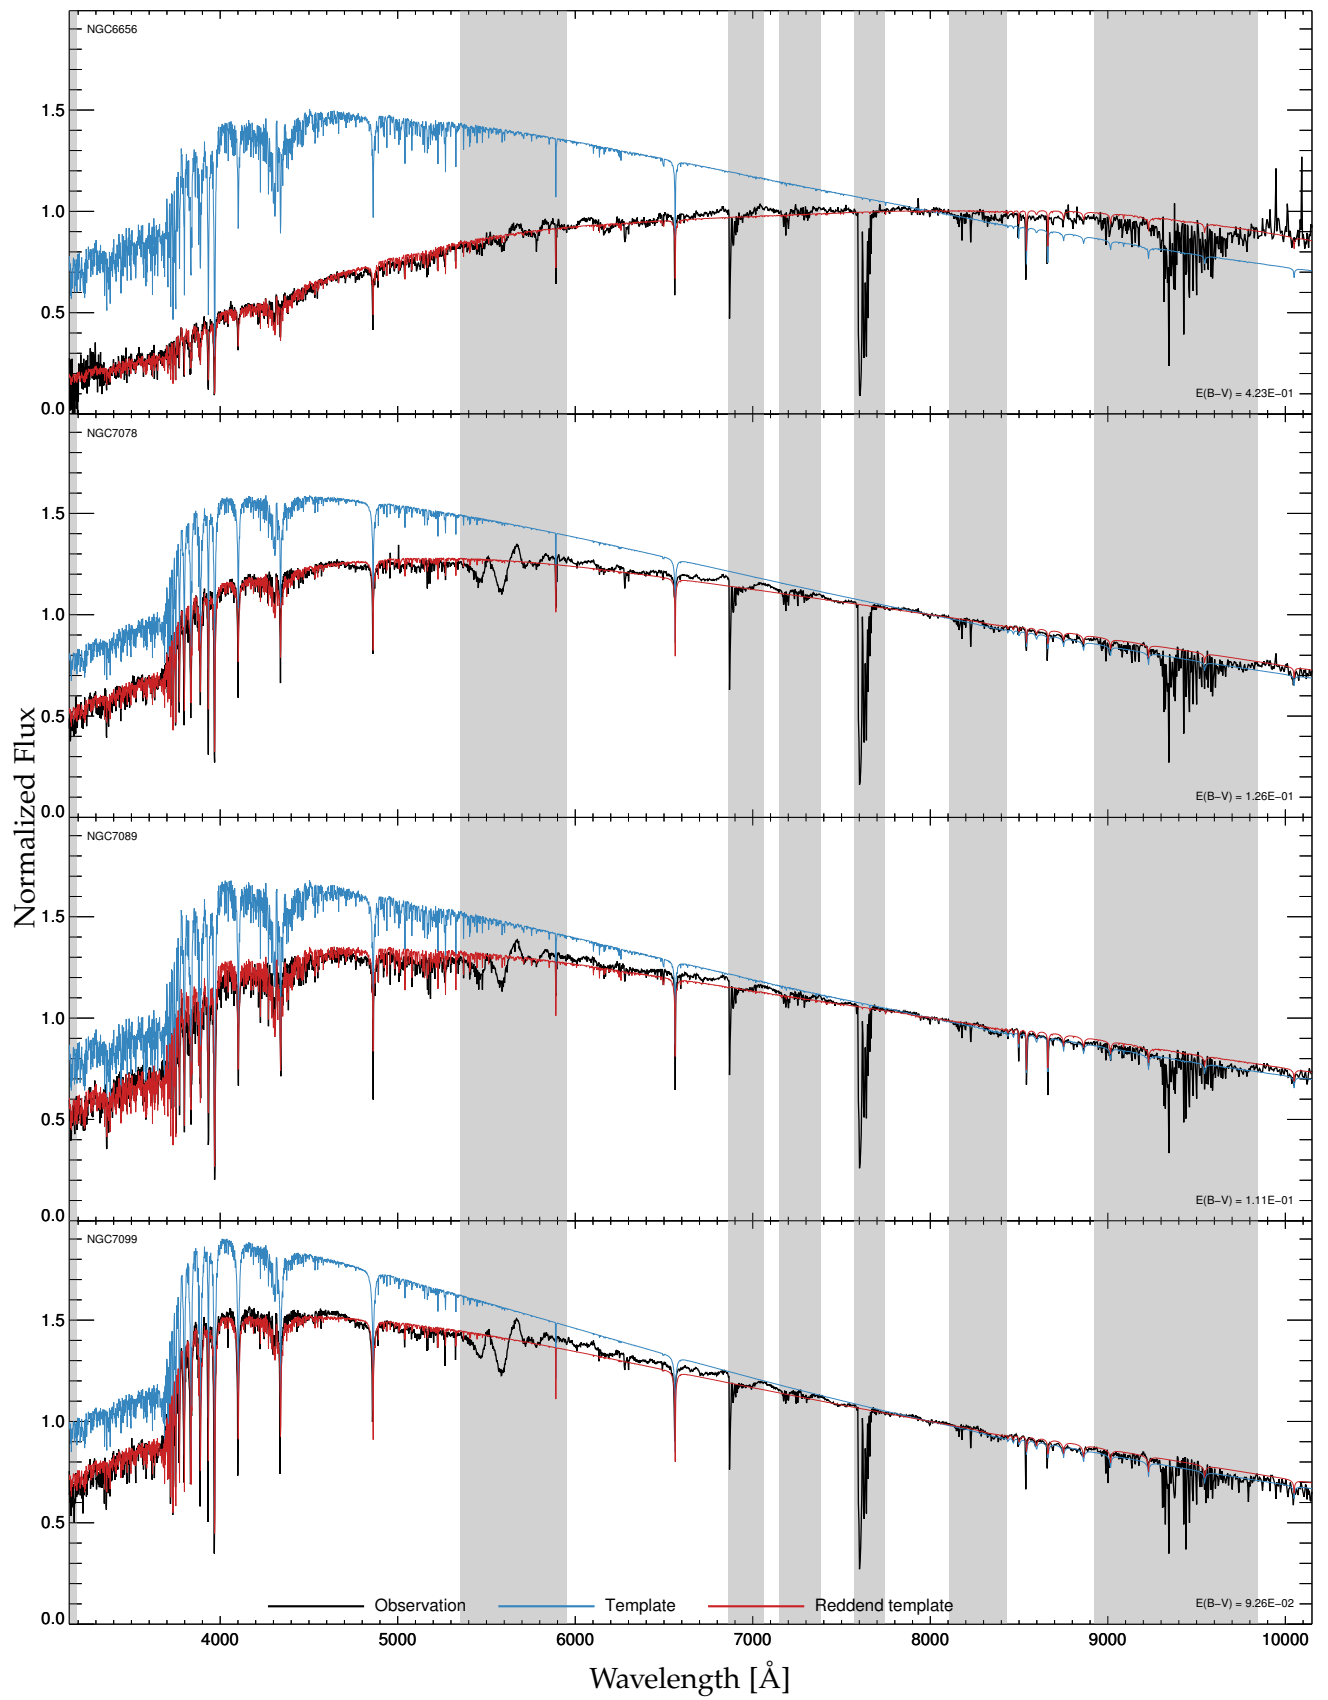 NGC6656
1.5
1.0
0.5
0.0
E(B−V) = 4.23E−01
NGC7078
1.5
1.0
0.5
0.0
E(B−V) = 1.26E−01
Normalized Flux
NGC7089
1.5
1.0
0.5
0.0
E(B−V) = 1.11E−01
NGC7099
1.5
1.0
0.5
0.0
Observation
Template
Reddend template
E(B−V) = 9.26E−02
4000 5000 6000 7000 8000 9000 10000
Wavelength [Å]